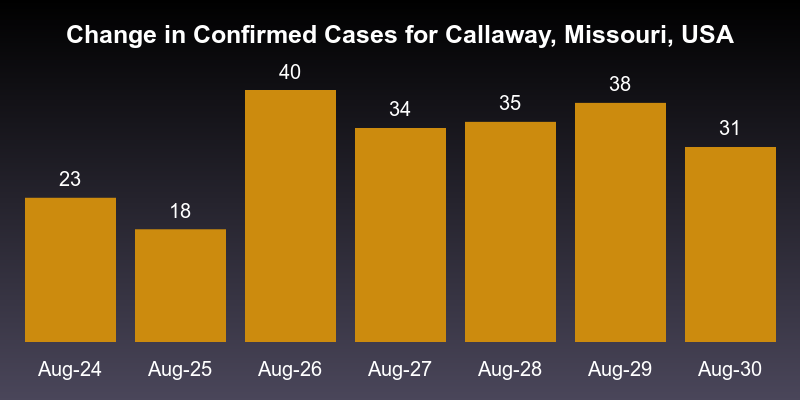 Change in Confirmed Cases for Callaway, Missouri, USA
23
18
40
34
35
38
31
Aug-24
Aug-25
Aug-26
Aug-27
Aug-28
Aug-29
Aug-30